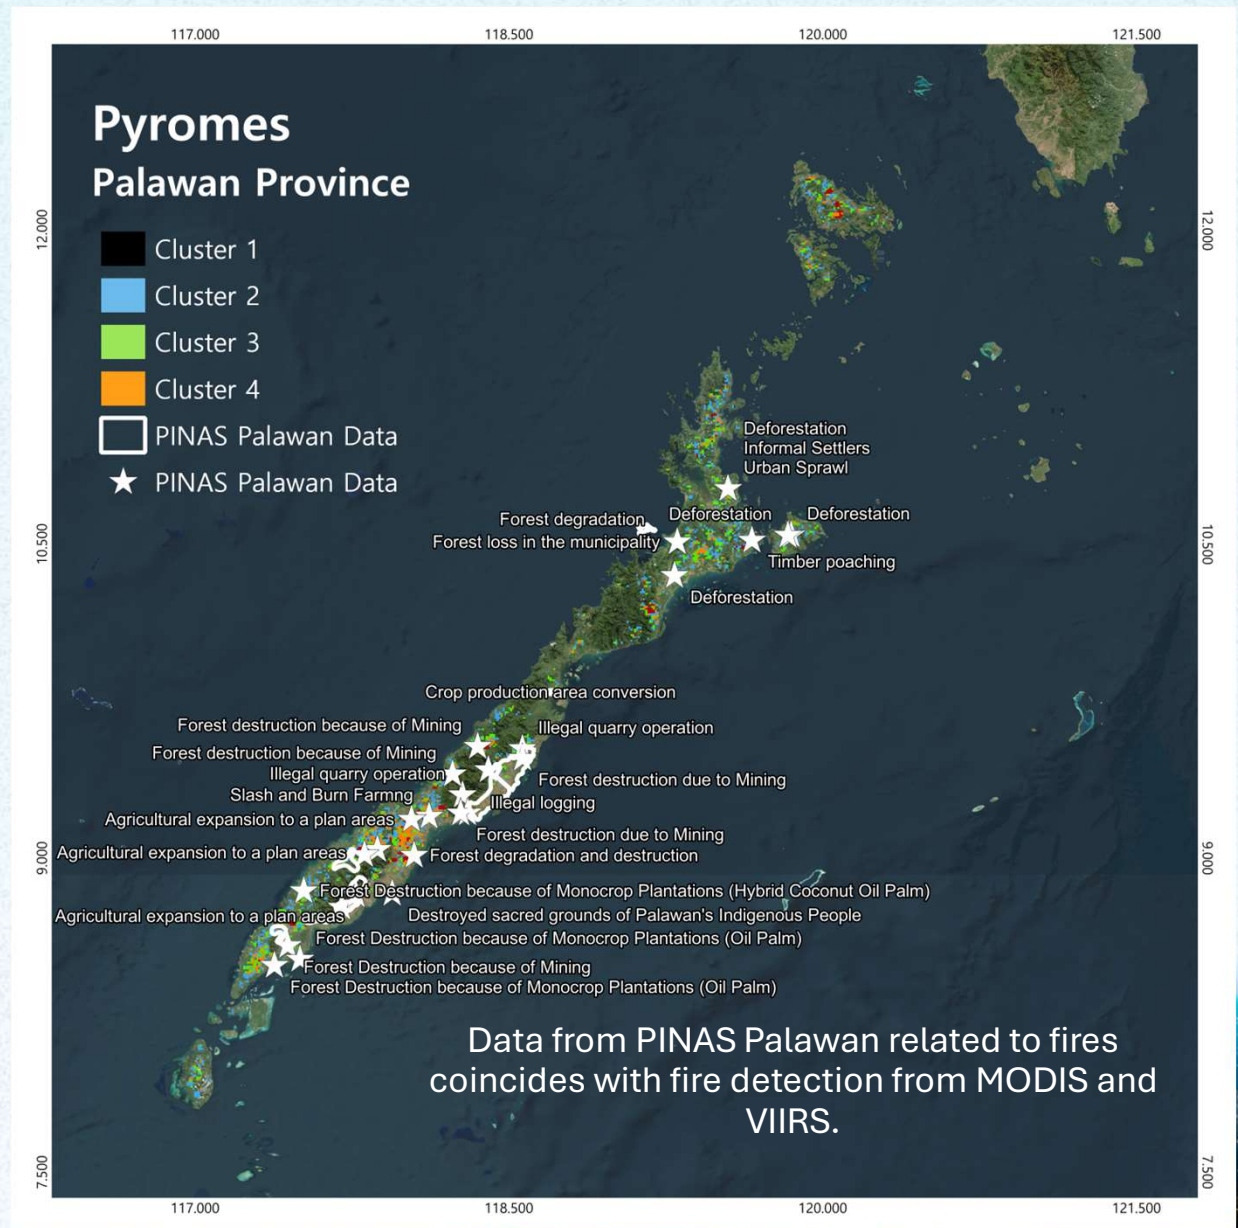 117.000
118.500
120.000
121.500
Pyromes
Palawan Province
Cluster 1
Cluster 2
Cluster 3
Cluster 4
PINAS Palawan Data
PINAS Palawan Data
12.000
12.000
10.500
10.500
9.000
9.000
7.500
7.500
Deforestation
Informal Settlers
Urban Sprawl
Deforestation
Deforestation
Forest degradation
Forest loss in the municipality
Timber poaching
Deforestation
Crop production area conversion
Forest destruction because of Mining
Illegal quarry operation
Forest destruction because of Mining
Illegal quarry operation
Forest destruction due to Mining
Slash and Burn Farmng
Illegal logging
Agricultural expansion to a plan areas
Forest destruction due to Mining
Agricultural expansion to a plan areas
Forest degradation and destruction
Forest Destruction because of Monocrop Plantations (Hybrid Coconut Oil Palm)
Agricultural expansion to a plan areas
Destroyed sacred grounds of Palawan's Indigenous People
Forest Destruction because of Monocrop Plantations (Oil Palm)
Forest Destruction because of Mining
Forest Destruction because of Monocrop Plantations (Oil Palm)
Data from PINAS Palawan related to fires
coincides with fire detection from MODIS and
VIIRS.
117.000
118.500
120.000
121.500